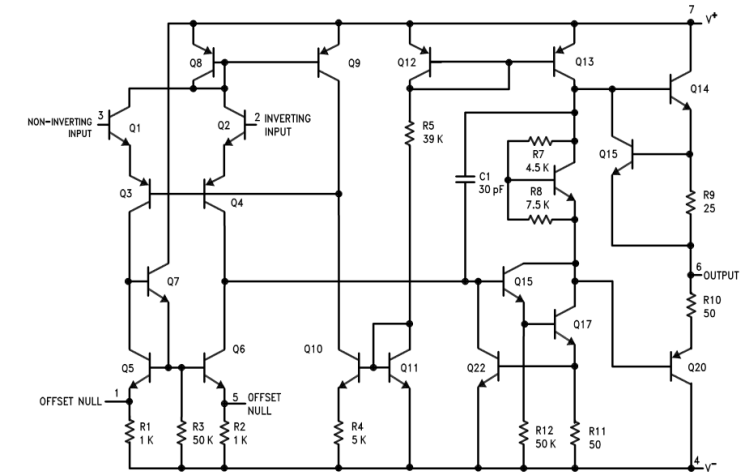 7
V+
Q8
Q9
Q12
Q13
Q14
NON-INVERTING
INPUT
3
Q1
Q2
2 INVERTING
INPUT
R5
39 K
R7
4.5 K
R8
7.5 K
Q15
C1
30 pF
Q3
Q4
R9
25
6
OUTPUT
Q7
Q15
R10
50
Q5
Q6
Q10
Q11
Q22
Q17
Q20
OFFSET NULL
1
5 OFFSET
NULL
R1
1 K
R3
50 K
R2
1 K
R4
5 K
R12
50 K
R11
50
4
V-